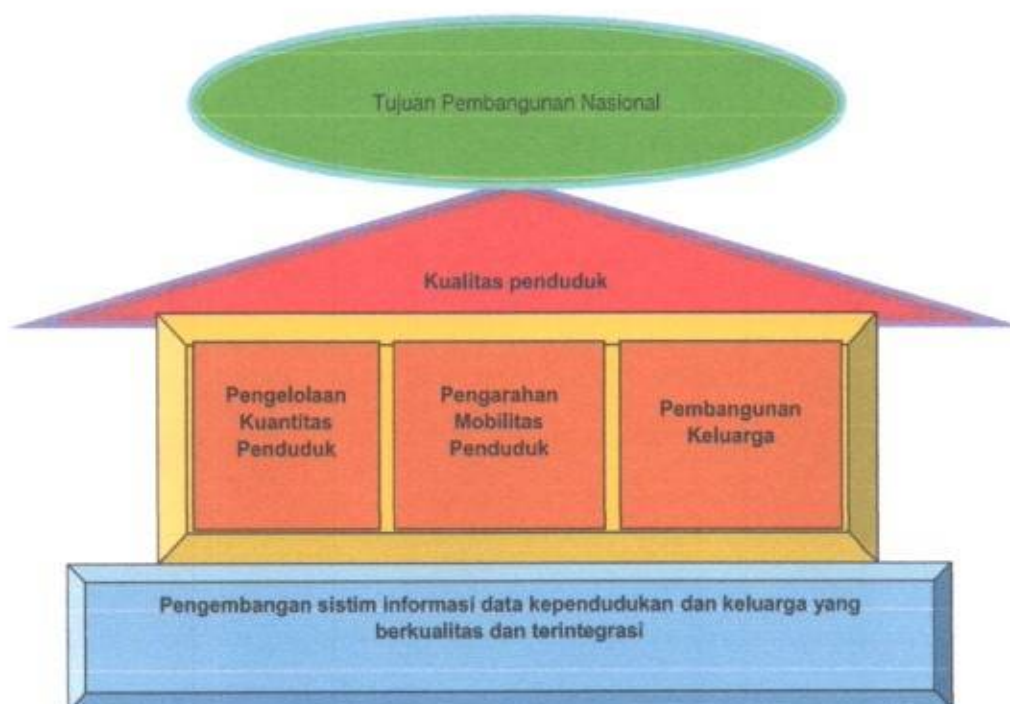 Tujuan Pembangunan Nasional
Kualitas penduduk
Pengelolaan
Kuantitas
Penduduk
Pengarahan
Mobilitas
Penduduk
Pembangunan
Keluarga
Pengembangan sistim informasi data kependudukan dan keluarga yang
berkualitas dan terintegrasi